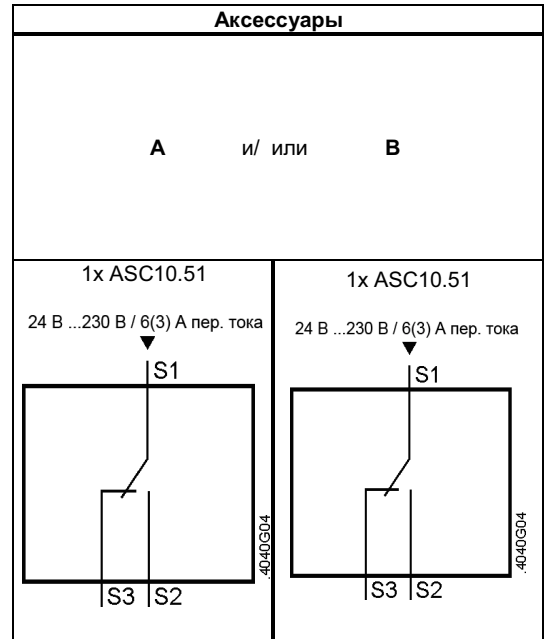 Аксессуары
А и/ или В
1x ASC10.51
24 В ...230 В / 6(3) А пер. тока
S1
.4040G04
S3 S2
1x ASC10.51
24 В ...230 В / 6(3) А пер. тока
S1
.4040G04
S3 S2